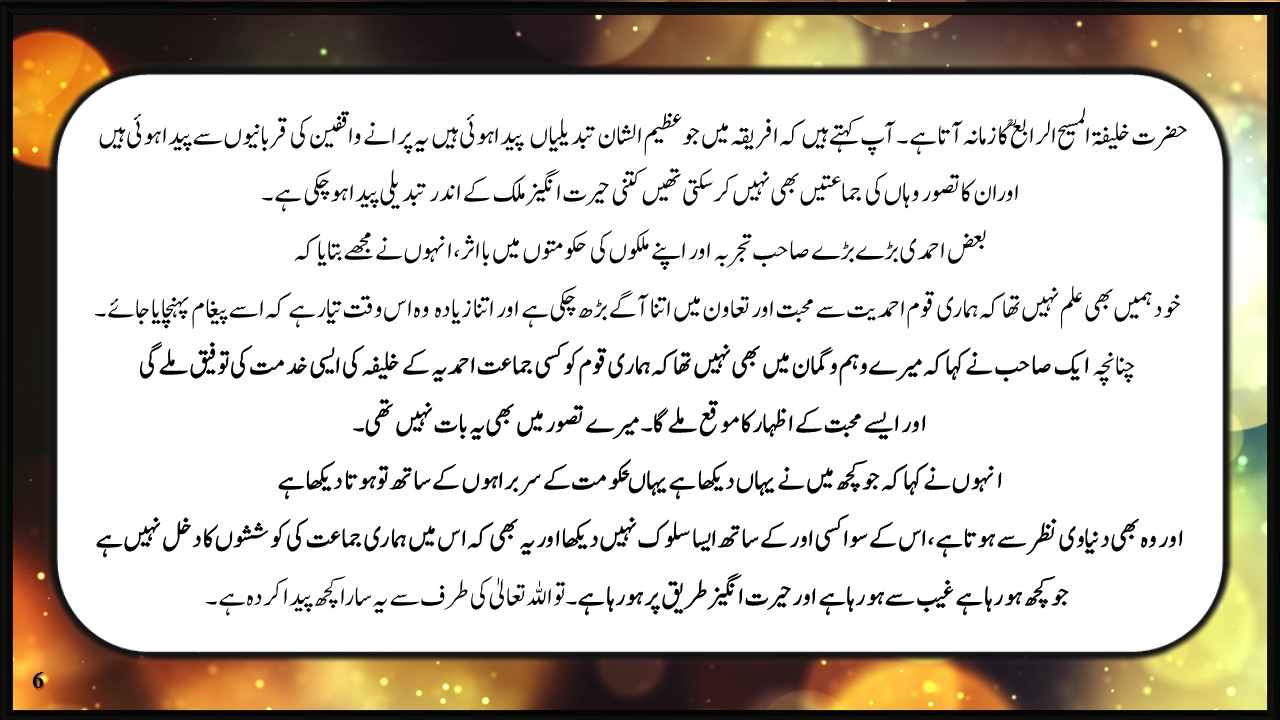 حضرت خلیفۃ المسیح الرابعؒ کا زمانہ آتا ہے۔ آپ کہتے ہیں کہ افریقہ میں جو عظیم الشان تبدیلیاں پیدا ہوئی ہیں یہ پرانے واقفین کی قربانیوں سے پیدا ہوئی ہیں
اور ان کا تصور وہاں کی جماعتیں بھی نہیں کر سکتی تھیں کتنی حیرت انگیز ملک کے اندر تبدیلی پیدا ہو چکی ہے۔
بعض احمدی بڑے بڑے صاحب تجربہ اور اپنے ملکوں کی حکومتوں میں بااثر، انہوں نے مجھے بتایا کہ
خود ہمیں بھی علم نہیں تھا کہ ہماری قوم احمدیت سے محبت اور تعاون میں اتنا آگے بڑھ چکی ہے اور اتنا زیادہ وہ اس وقت تیار ہے کہ اسے پیغام پہنچایا جائے۔
چنانچہ ایک صاحب نے کہا کہ میرے وہم و گمان میں بھی نہیں تھا کہ ہماری قوم کو کسی جماعت احمدیہ کے خلیفہ کی ایسی خدمت کی توفیق ملے گی
اور ایسے محبت کے اظہار کا موقع ملے گا۔ میرے تصور میں بھی یہ بات نہیں تھی۔
انہوں نے کہا کہ جو کچھ میں نے یہاں دیکھا ہے یہاں حکومت کے سربراہوں کے ساتھ تو ہوتا دیکھا ہے
اور وہ بھی دنیاوی نظر سے ہوتا ہے، اس کے سوا کسی اور کے ساتھ ایسا سلوک نہیں دیکھا اور یہ بھی کہ اس میں ہماری جماعت کی کوششوں کا دخل نہیں ہے
جو کچھ ہو رہا ہے غیب سے ہو رہا ہے اور حیرت انگیز طریق پر ہو رہا ہے۔ تو اللہ تعالیٰ کی طرف سے یہ سارا کچھ پیدا کر دہ ہے۔
6